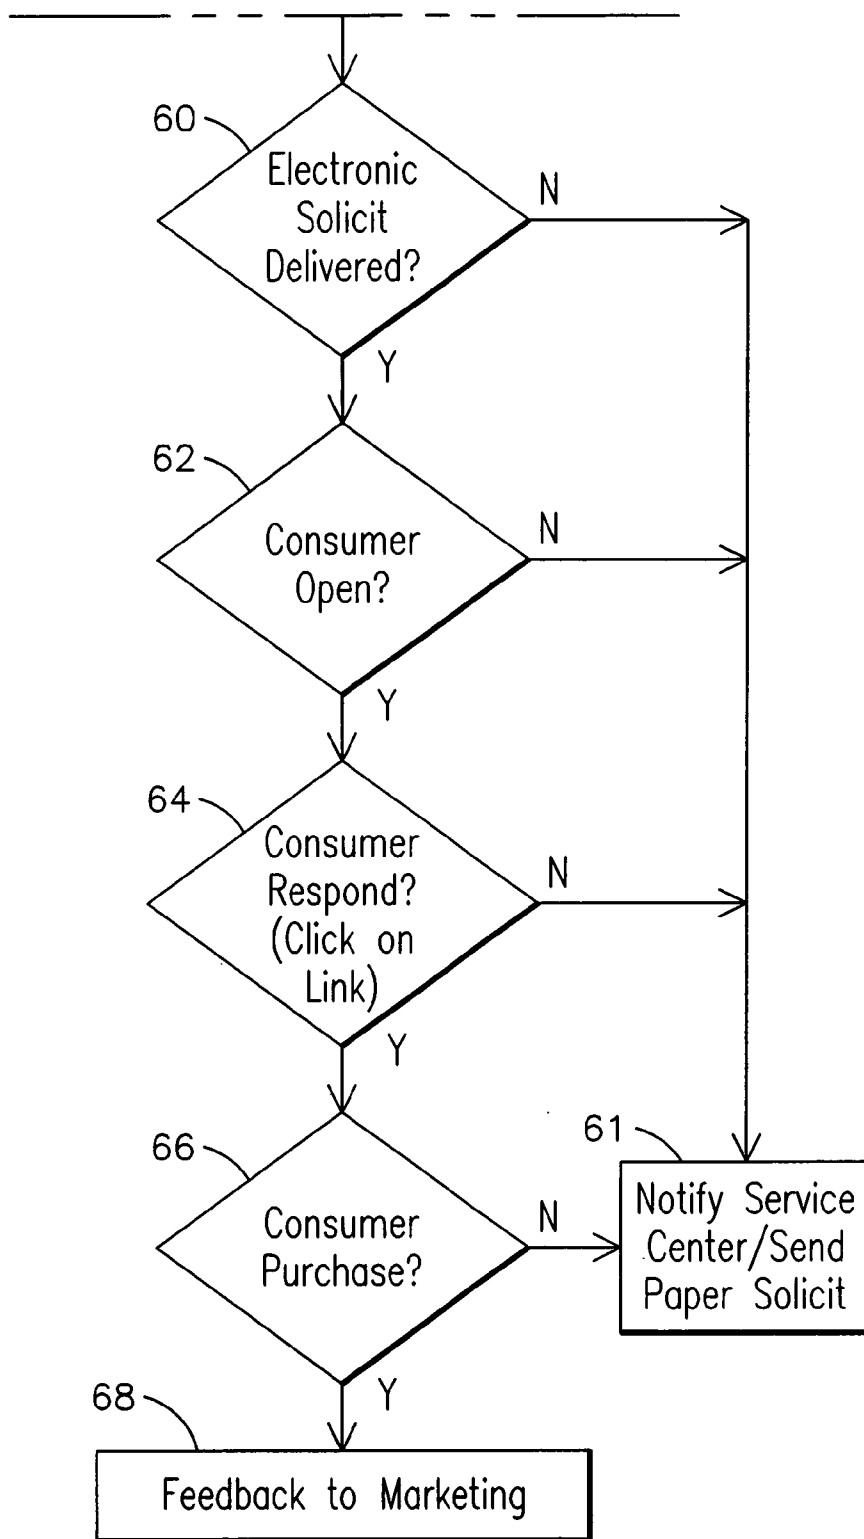 60
Electronic
Solicit
Delivered?
N
Y
62
Consumer
Open?
N
Y
64
Consumer
Respond?
(Click on
Link)
N
Y
66
Consumer
Purchase?
N
Y
61
Notify Service
Center/Send
Paper Solicit
68
Feedback to Marketing